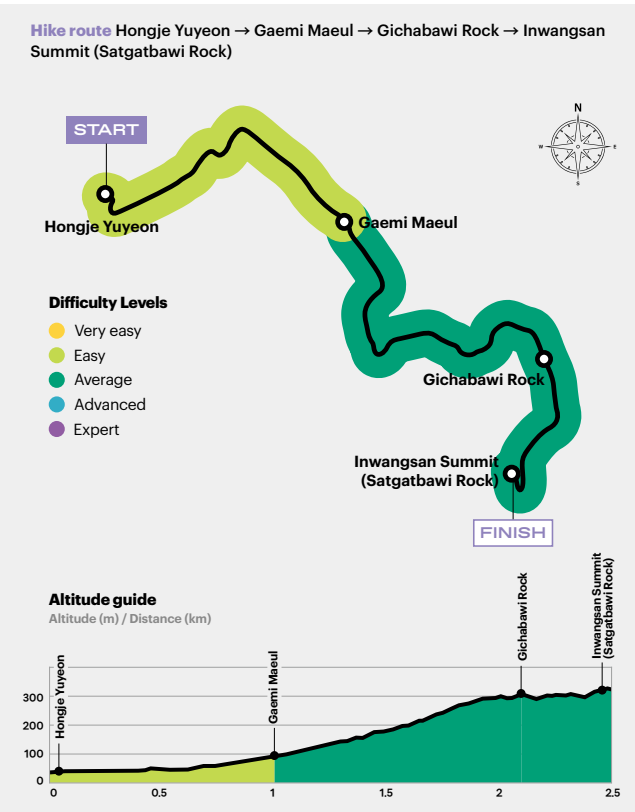 Hike route Hongje Yuyeon → Gaemi Maeul → Gichabawi Rock → Inwangsan
Summit (Satgatbawi Rock)
START
N
W
E
S
Hongje Yuyeon
Gaemi Maeul
Difficulty Levels
Very easy
Easy
Average
Advanced
Expert
Gichabawi Rock
Inwangsan Summit
(Satgatbawi Rock)
FINISH
Altitude guide
Altitude (m) / Distance (km)
Hongje Yuyeon
Gaemi Maeul
Gichabawi Rock
Inwangsan Summit
(Satgatbawi Rock)
300
200
100
0
0
0.5
1
1.5
2
2.5